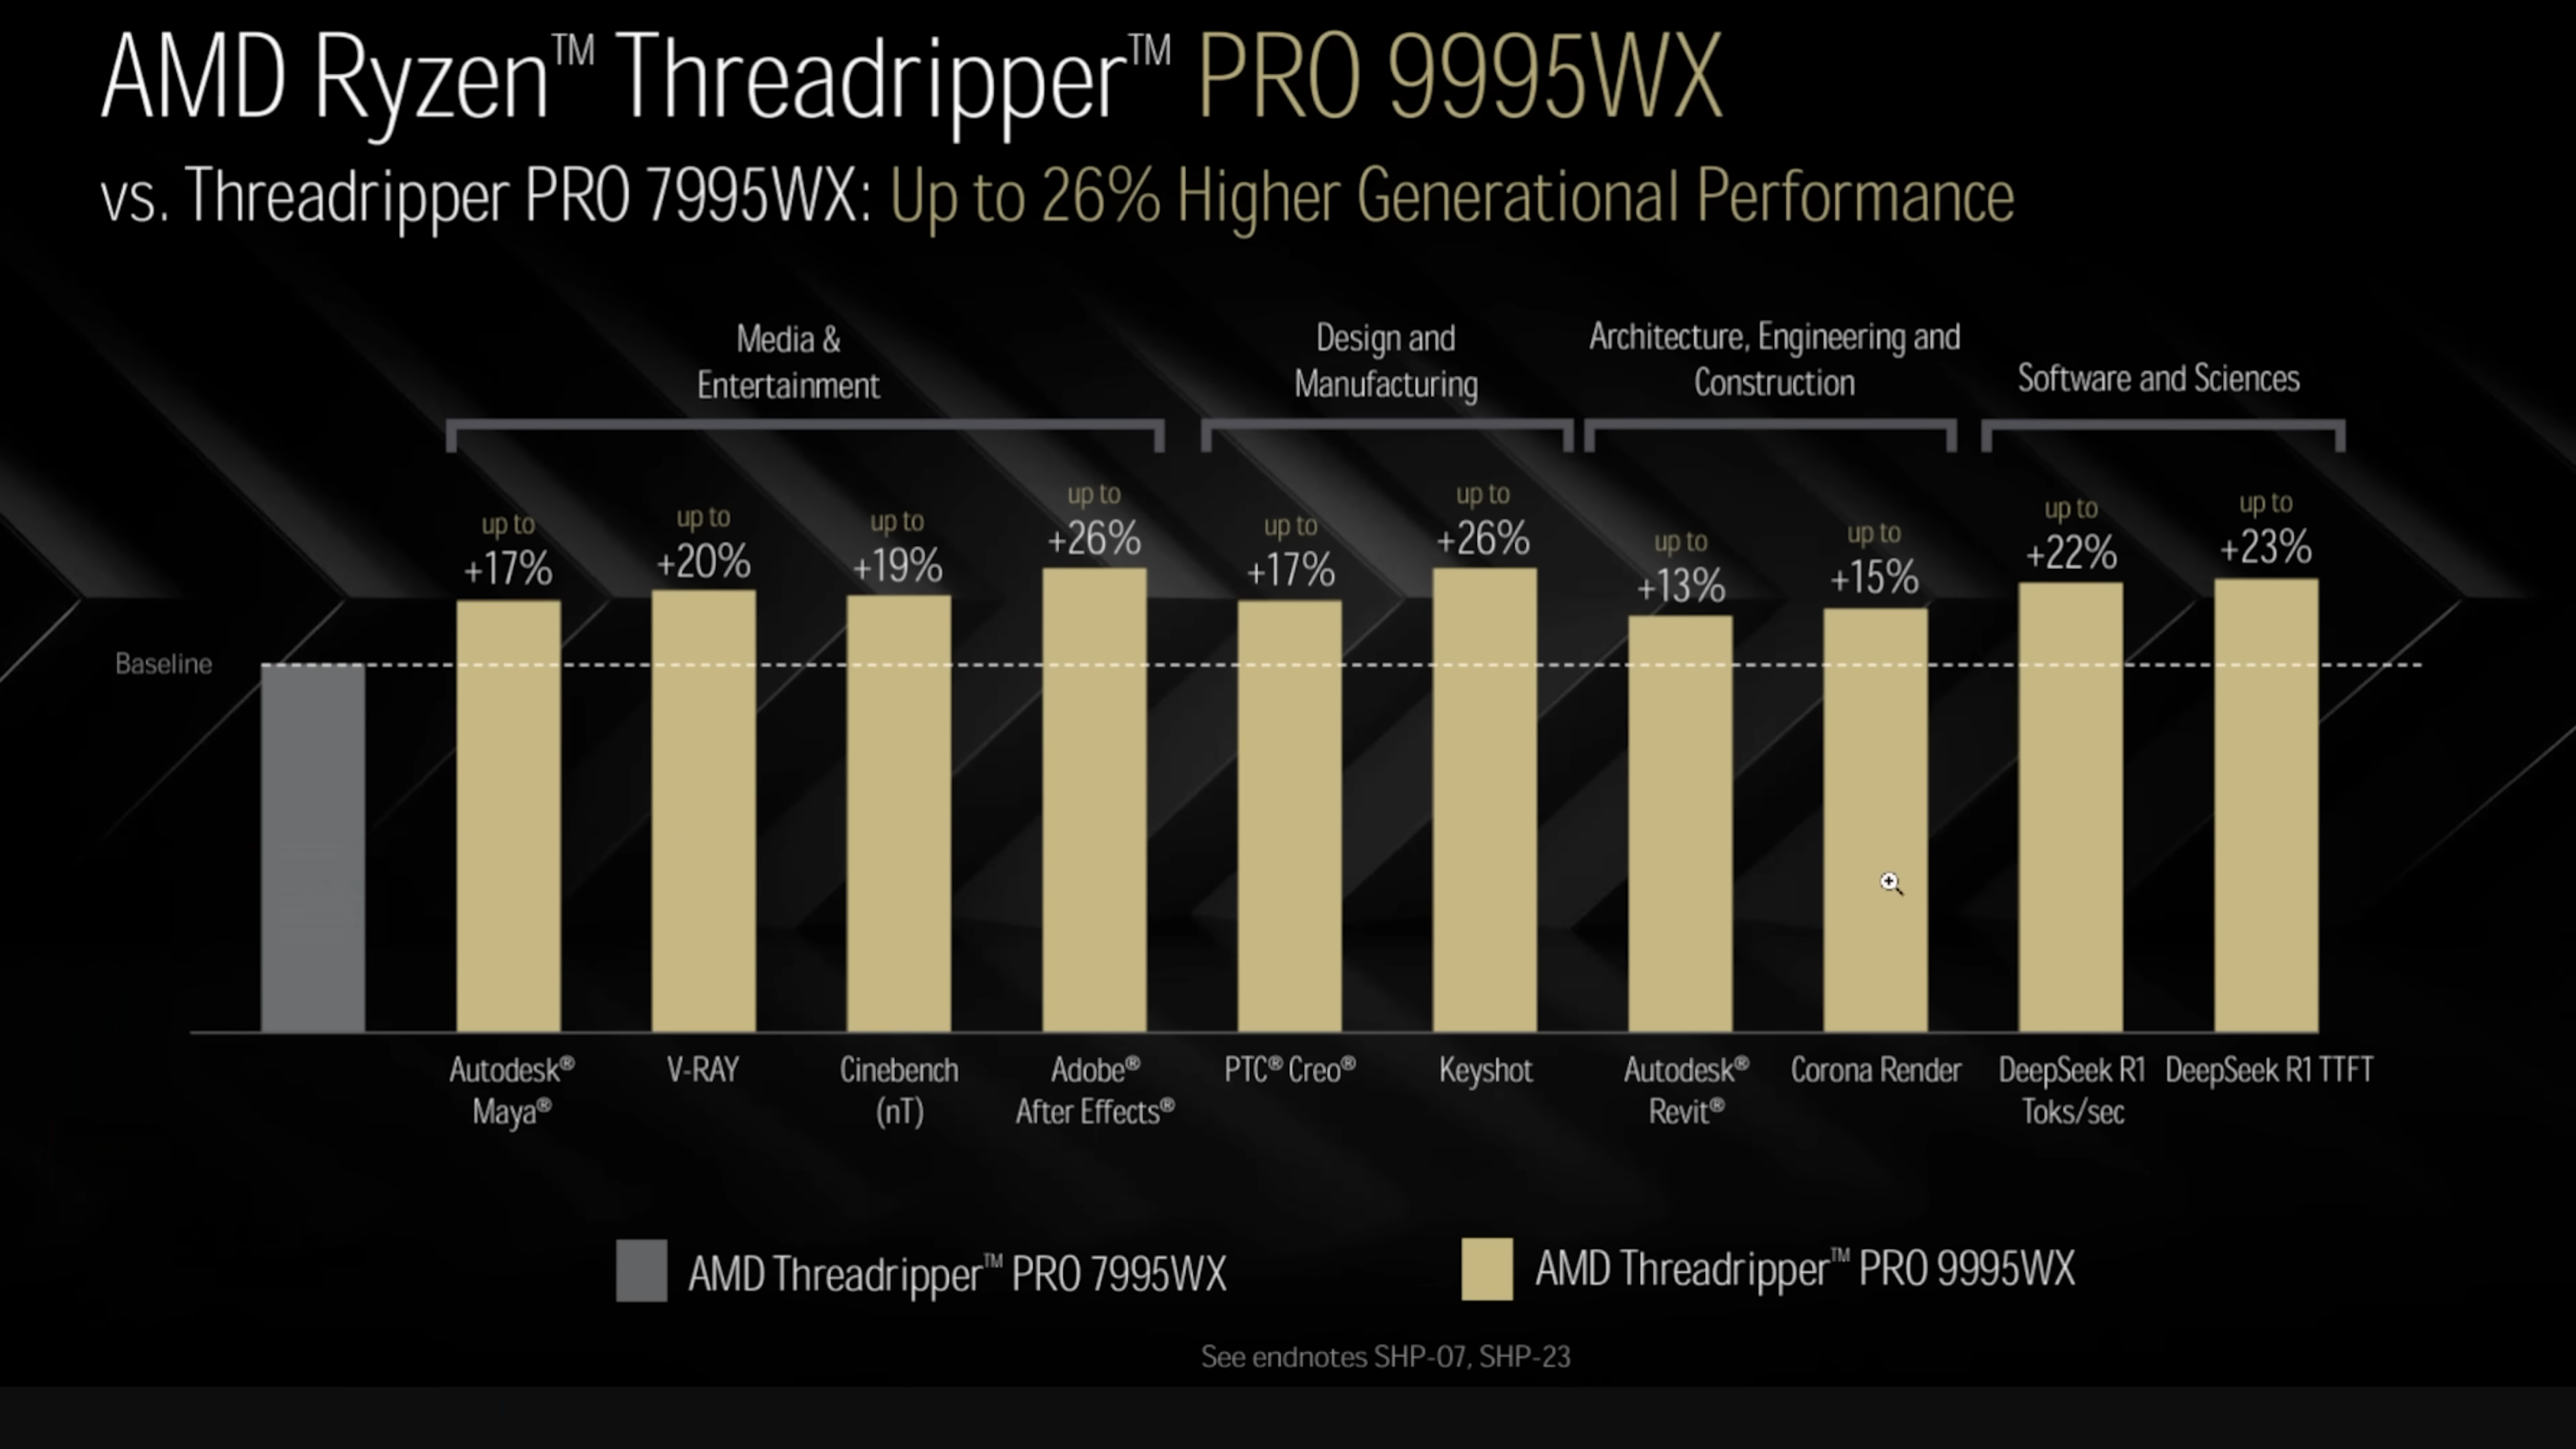 AMD Ryzen™ Threadripper™ PRO 9995WX
vs. Threadripper PRO 7995WX: Up to 26% Higher Generational Performance
Media &
Entertainment
Design and
Manufacturing
Architecture, Engineering and
Construction
Software and Sciences
up to
+17%
up to
+20%
up to
+19%
up to
+26%
up to
+17%
up to
+26%
up to
+13%
up to
+15%
up to
+22%
up to
+23%
Baseline
Autodesk®
Maya®
V-RAY
Cinebench
(nT)
Adobe®
After Effects®
PTC® Creo®
Keyshot
Autodesk®
Revit®
Corona Render
DeepSeek R1
Toks/sec
DeepSeek R1 TTFT
AMD Threadripper™ PRO 7995WX
AMD Threadripper™ PRO 9995WX
See endnotes SHP-07, SHP-23